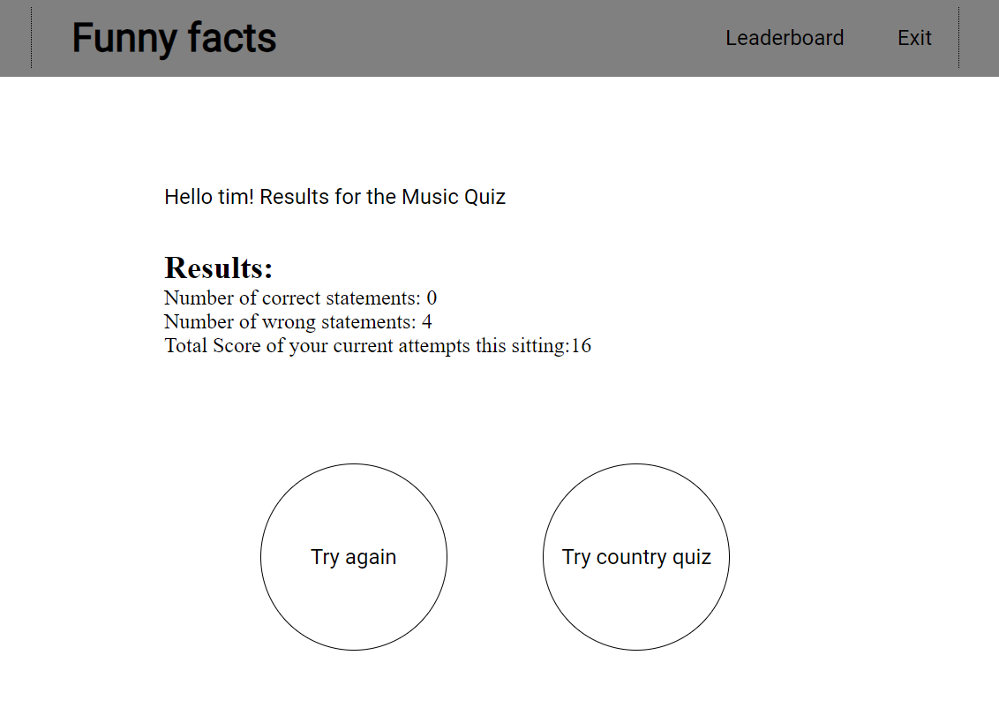 Funny facts
Leaderboard
Exit
Hello tim! Results for the Music Quiz
Results:
Number of correct statements: 0
Number of wrong statements: 4
Total Score of your current attempts this sitting:16
Try again
Try country quiz